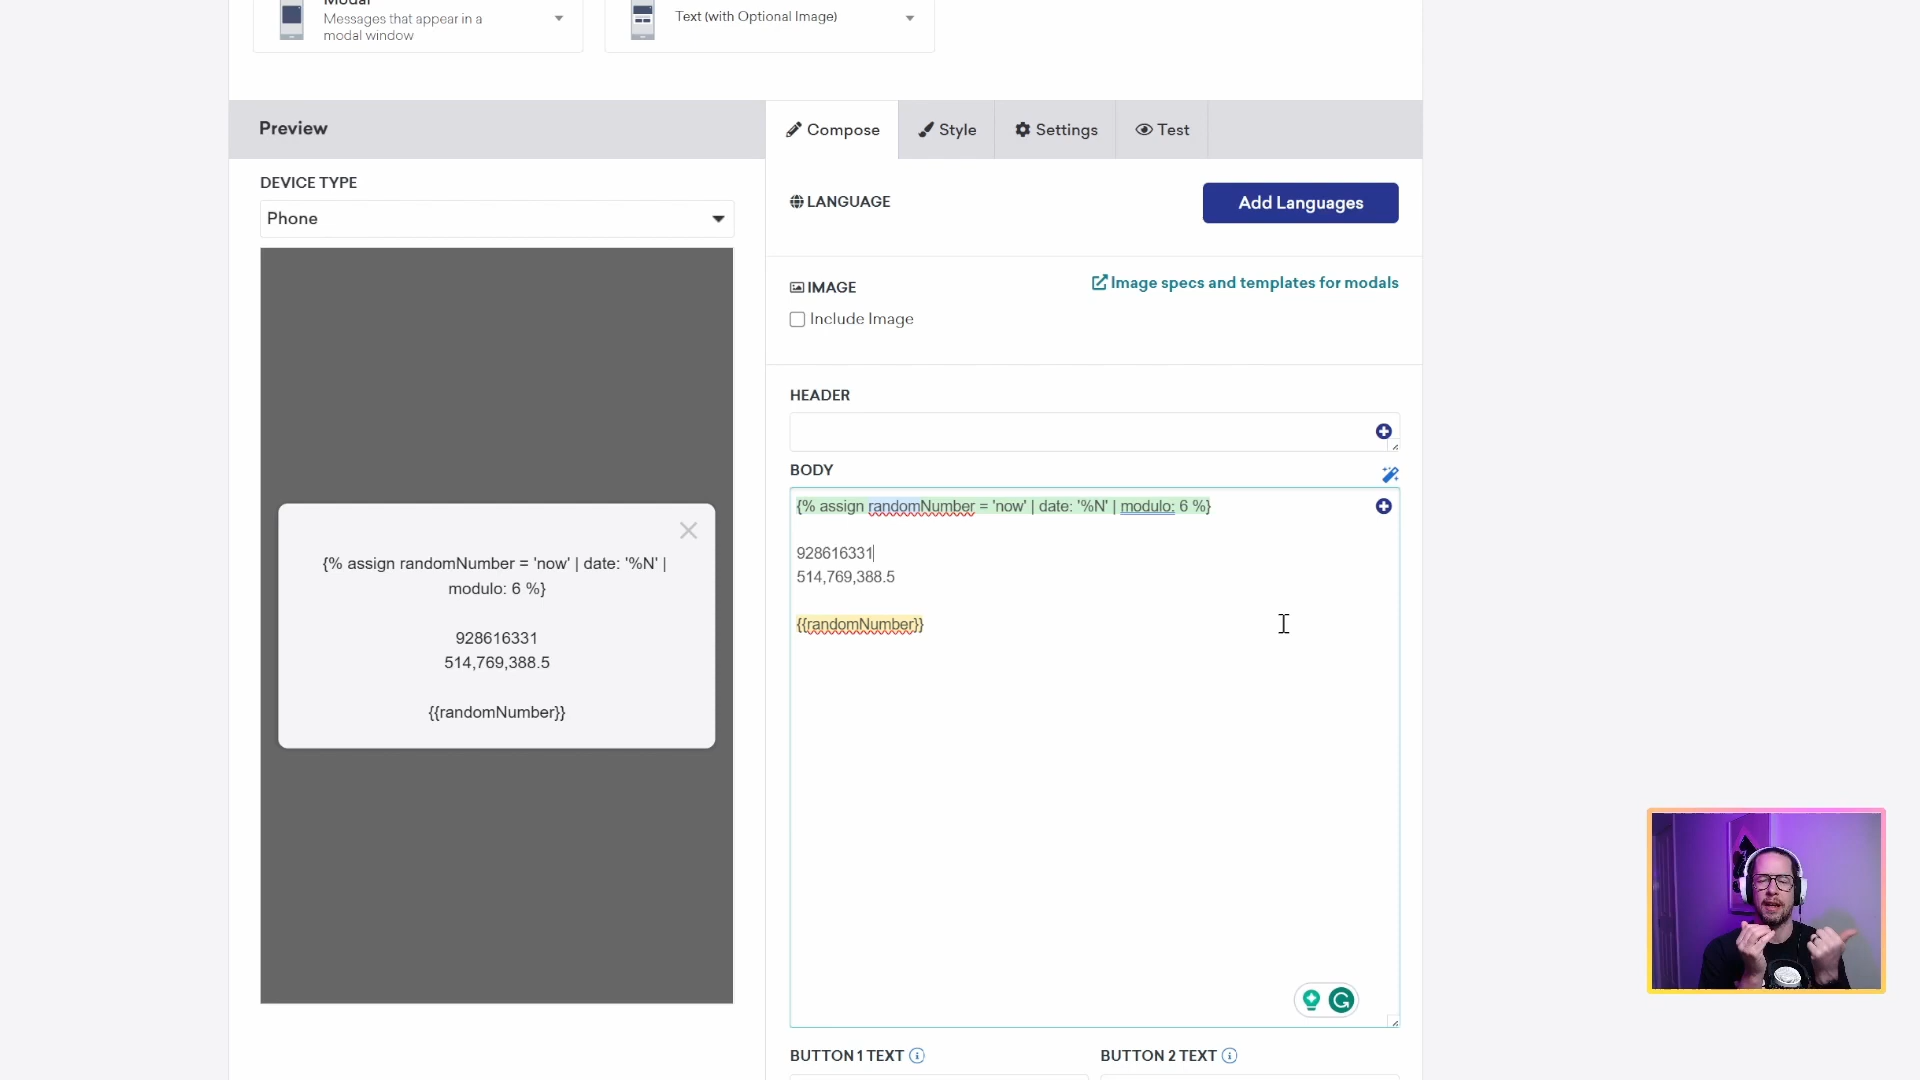 Modal
Messages that appear in a
modal window
Text (with Optional Image)
Preview
Compose
Style
Settings
Test
DEVICE TYPE
Phone
LANGUAGE
Add Languages
IMAGE
Image specs and templates for modals
Include Image
HEADER
BODY
{% assign randomNumber = 'now' | date: '%N' | modulo: 6 %}
928616331
514,769,388.5
{{randomNumber}}
{% assign randomNumber = 'now' | date: '%N' |
modulo: 6 %}
928616331
514,769,388.5
{{randomNumber}}
BUTTON 1 TEXT
BUTTON 2 TEXT